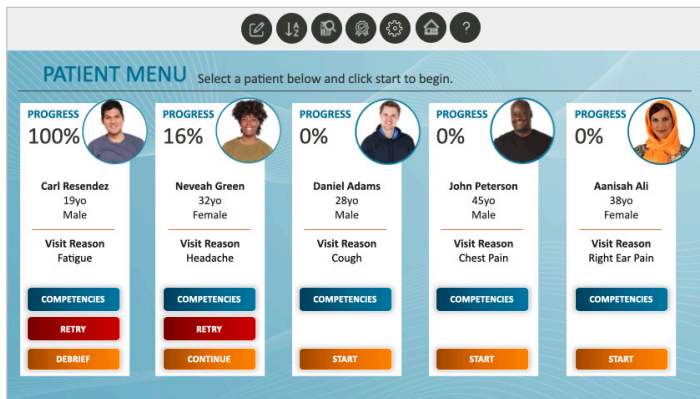 ?
PATIENT MENU Select a patient below and click start to begin.
PROGRESS
100%
Carl Resendez
19yo
Male
Visit Reason
Fatigue
COMPETENCIES
RETRY
DEBRIEF
PROGRESS
16%
Neveah Green
32yo
Female
Visit Reason
Headache
COMPETENCIES
RETRY
CONTINUE
PROGRESS
0%
Daniel Adams
28yo
Male
Visit Reason
Cough
COMPETENCIES
START
PROGRESS
0%
John Peterson
45yo
Male
Visit Reason
Chest Pain
COMPETENCIES
START
PROGRESS
0%
Aanisah Ali
38yo
Female
Visit Reason
Right Ear Pain
COMPETENCIES
START